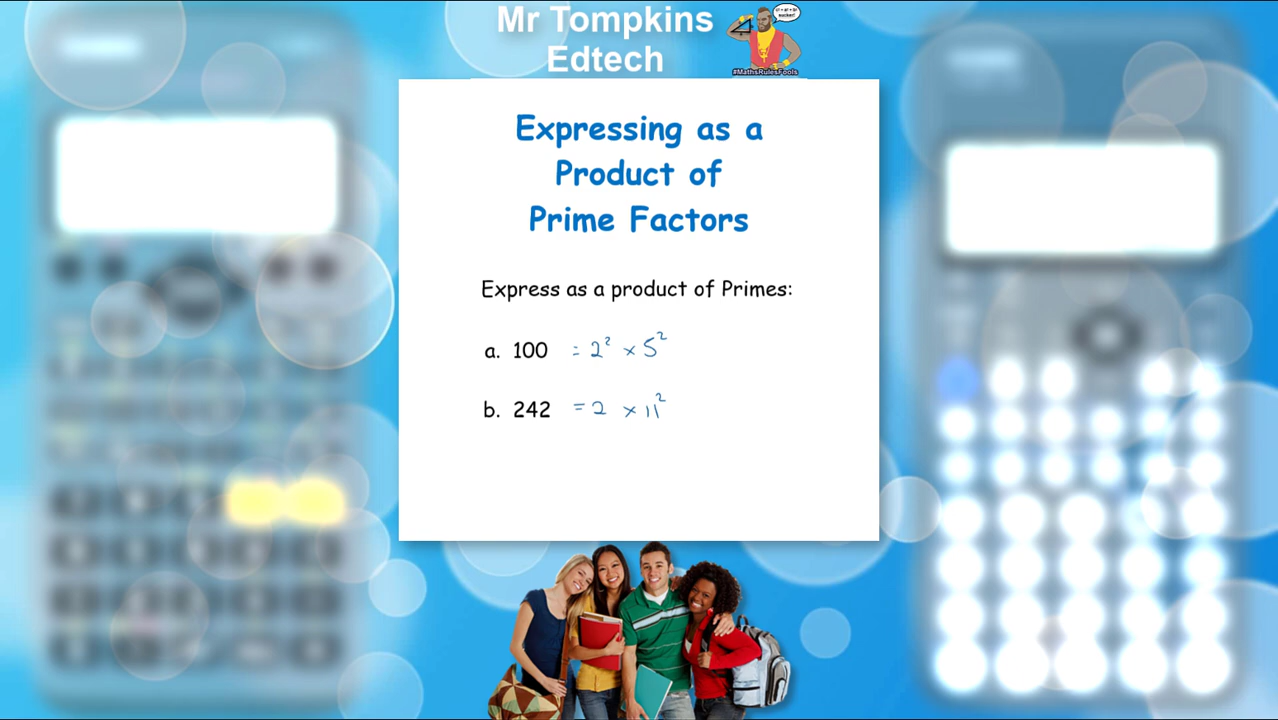 Mr Tompkins
Edtech
#MathsRulesFools
Expressing as a
Product of
Prime Factors
Express as a product of Primes:
a. 100 = 2² × 5²
b. 242 = 2 × 11²